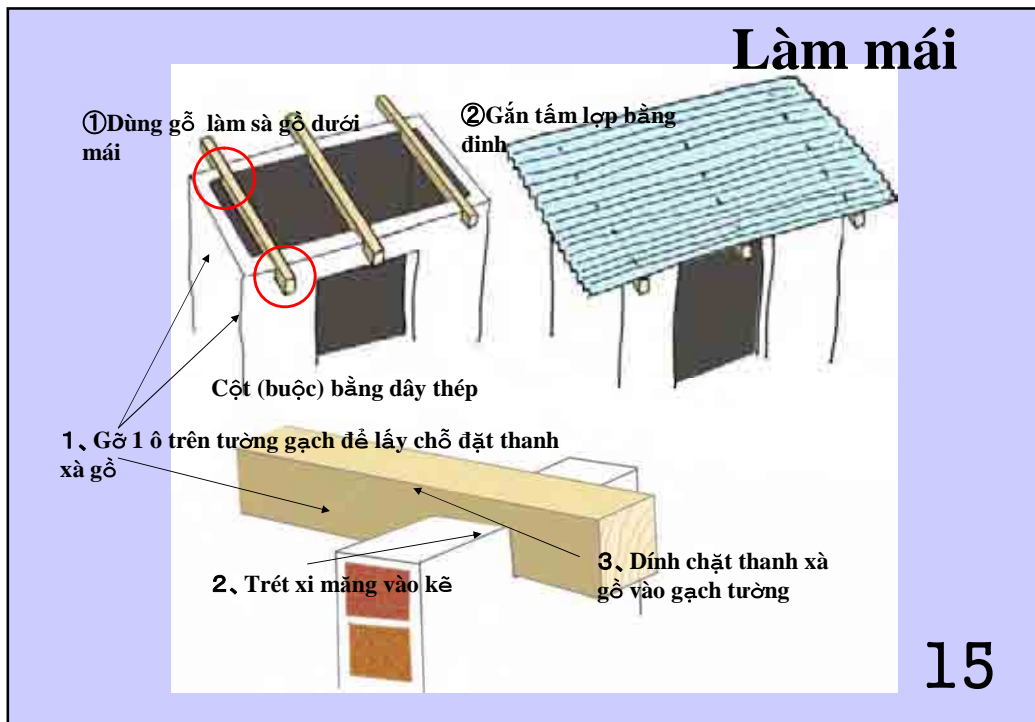 Làm mái
①Dùng gỗ làm sà gồ dưới
mái
②Gắn tấm lợp bằng
đinh
Cột (buộc) bằng dây thép
1、Gỡ 1 ô trên tường gạch để lấy chỗ đặt thanh
xà gồ
2、Trét xi măng vào kẽ
3、Dính chặt thanh xà
gồ vào gạch tường
15